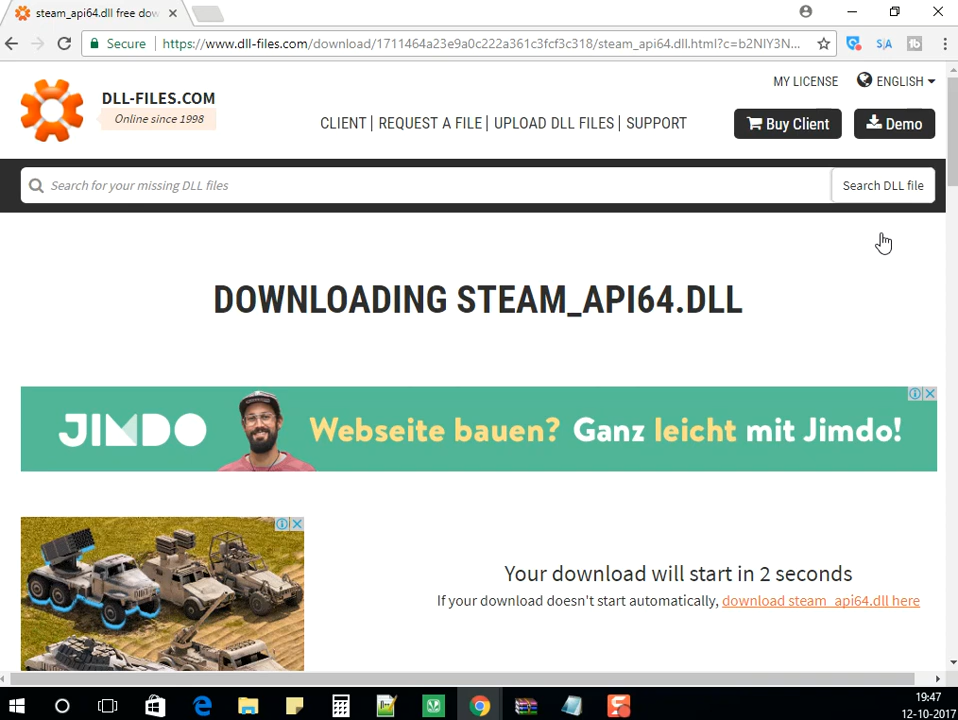 steam_api64.dll free dow
Secure
https://www.dll-files.com/download/1711464a23e9a0c222a361c3fcf3c318/steam_api64.dll.html?c=b2NIY3N...
S|A
DLL-FILES.COM
Online since 1998
MY LICENSE
ENGLISH
CLIENT | REQUEST A FILE | UPLOAD DLL FILES | SUPPORT
Buy Client
Demo
Search for your missing DLL files
Search DLL file
DOWNLOADING STEAM_API64.DLL
JIMDO
Webseite bauen? Ganz leicht mit Jimdo!
Your download will start in 2 seconds
If your download doesn't start automatically, download steam_api64.dll here
19:47
12-10-2017